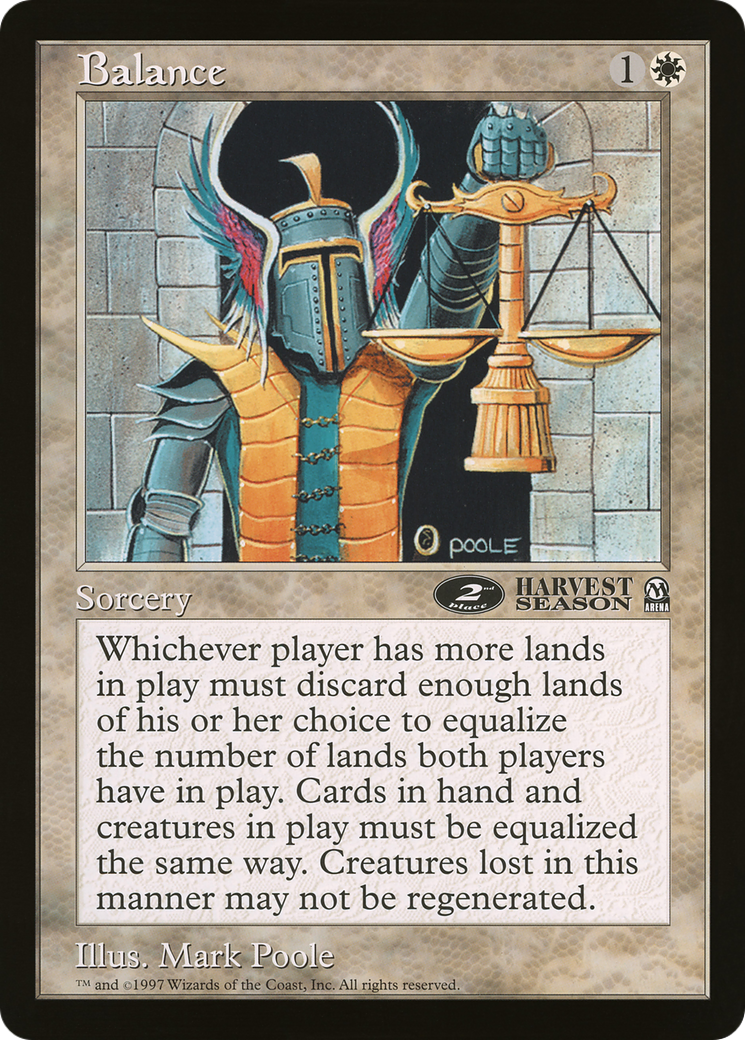 Balance 1
POOLE
Sorcery 2nd place HARVEST SEASON ARENA
Whichever player has more lands
in play must discard enough lands
of his or her choice to equalize
the number of lands both players
have in play. Cards in hand and
creatures in play must be equalized
the same way. Creatures lost in this
manner may not be regenerated.
Illus. Mark Poole
™ and ©1997 Wizards of the Coast, Inc. All rights reserved.